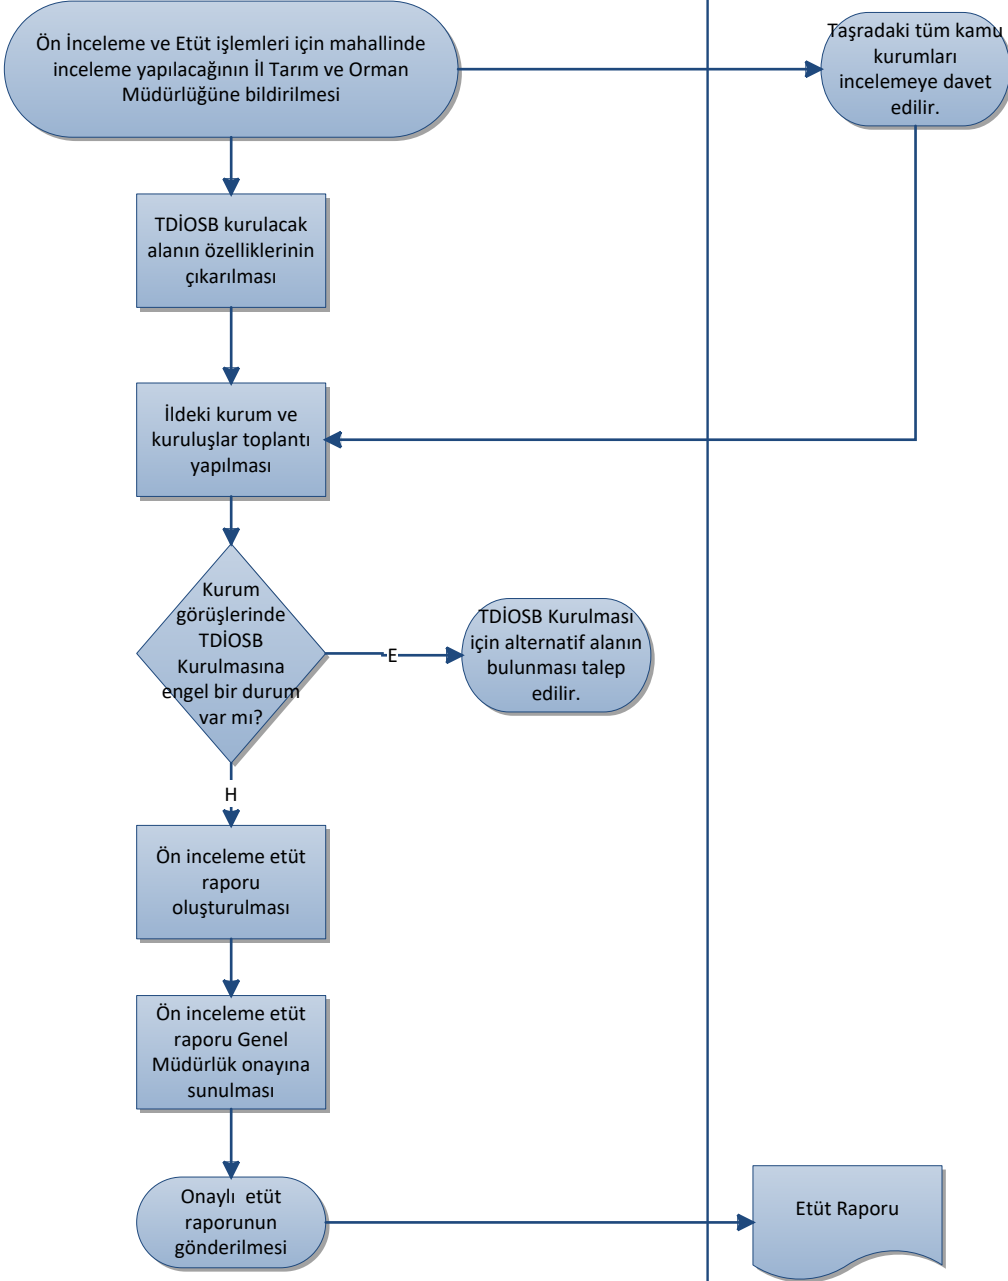 Ön İnceleme ve Etüt işlemleri için mahallinde
inceleme yapılacağının İl Tarım ve Orman
Müdürlüğüne bildirilmesi
Taşradaki tüm kamu
kurumları
incelemeye davet
edilir.
TDİOSB kurulacak
alanın özelliklerinin
çıkarılması
İldeki kurum ve
kuruluşlar toplantı
yapılması
Kurum
görüşlerinde
TDİOSB
Kurulmasına
engel bir durum
var mı?
E
TDİOSB Kurulması
için alternatif alanın
bulunması talep
edilir.
H
Ön inceleme etüt
raporu
oluşturulması
Ön inceleme etüt
raporu Genel
Müdürlük onayına
sunulması
Onaylı  etüt
raporunun
gönderilmesi
Etüt Raporu